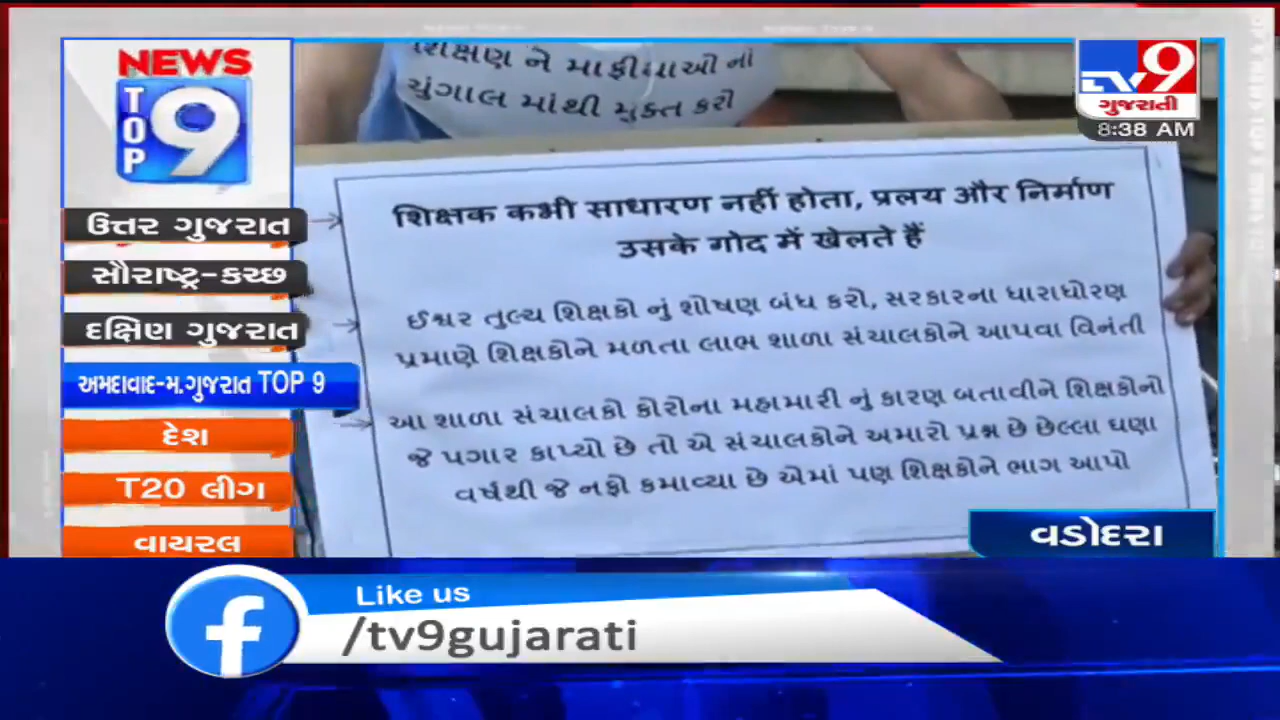 NEWS
TOP 9
ઉત્તર ગુજરાત
સૌરાષ્ટ્ર-કચ્છ
દક્ષિણ ગુજરાત
અમદાવાદ-મ.ગુજરાત TOP 9
દેશ
T20 લીગ
વાયરલ
શિક્ષણ ને માફીયાઓ નો
ચુંગાલ માંથી મુક્ત કરો
शिक्षक कभी साधारण नहीं होता, प्रलय और निर्माण
उसके गोद में खेलते हैं
ઈશ્વર તુલ્ય શિક્ષકો નું શોષણ બંધ કરો, સરકારના ધારાધોરણ
પ્રમાણે શિક્ષકોને મળતા લાભ શાળા સંચાલકોને આપવા વિનંતી
આ શાળા સંચાલકો કોરોના મહામારી નું કારણ બતાવીને શિક્ષકોનો
જે પગાર કાપ્યો છે તો એ સંચાલકોને અમારો પ્રશ્ન છે છેલ્લા ઘણા
વર્ષથી જે નફો કમાવ્યા છે એમાં પણ શિક્ષકોને ભાગ આપો
TV9
ગુજરાતી
8:38 AM
વડોદરા
Like us
/tv9gujarati